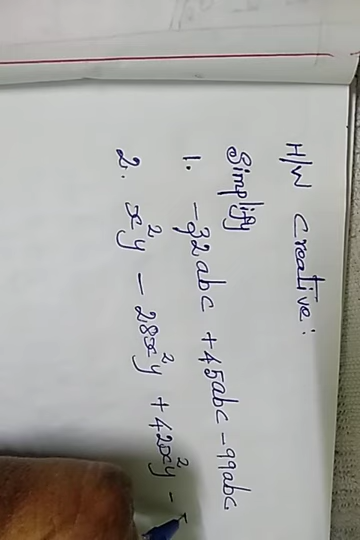 H/W Creative:
Simplify
1. -32abc + 45abc - 99abc
2. x²y - 28x²y + 42x²y -